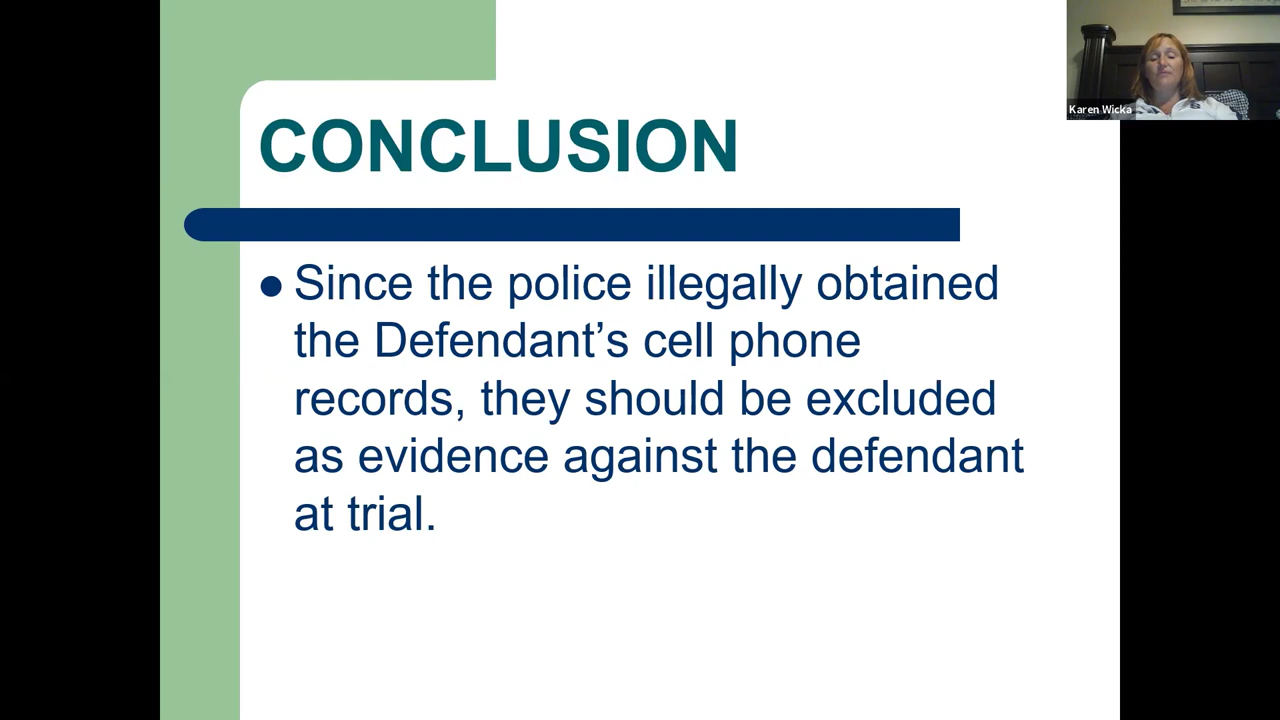 Karen Wicka
CONCLUSION
● Since the police illegally obtained
the Defendant’s cell phone
records, they should be excluded
as evidence against the defendant
at trial.